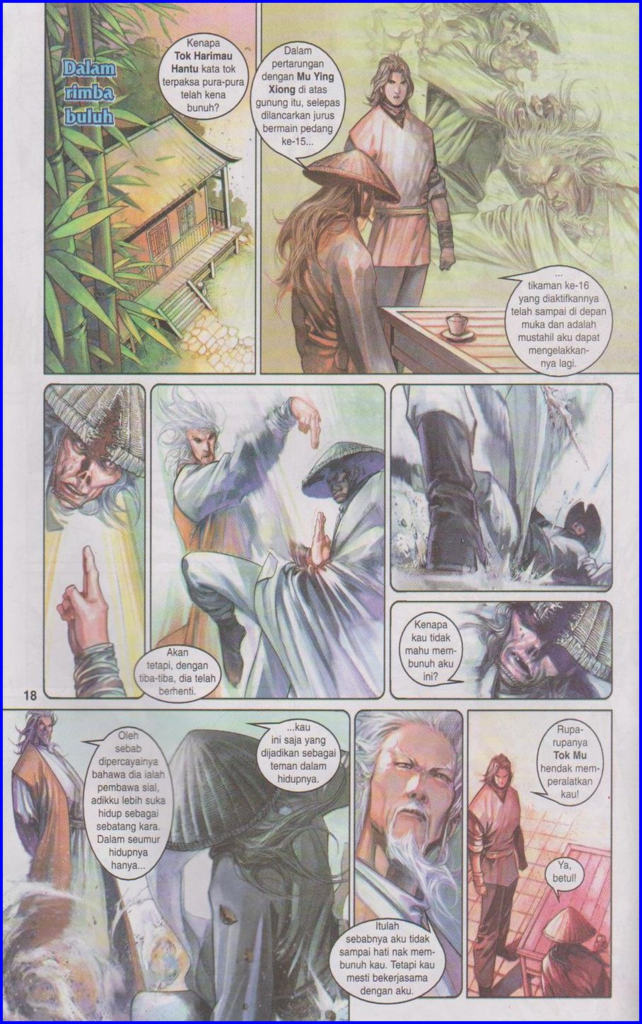 Dalam
rimba
buluh
Kenapa
Tok Harimau
Hantu kata tok
terpaksa pura-pura
telah kena
bunuh?
Dalam
pertarungan
dengan Mu Ying
Xiong di atas
gunung itu, selepas
dilancarkan jurus
bermain pedang
ke-15...
...
tikaman ke-16
yang diaktifkannya
telah sampai di depan
muka dan adalah
mustahil aku dapat
mengelakkan-
nya lagi.
Akan
tetapi, dengan
tiba-tiba, dia telah
berhenti.
Kenapa
kau tidak
mahu mem-
bunuh aku
ini?
18
Oleh
sebab
dipercayainya
bahawa dia ialah
pembawa sial,
adikku lebih suka
hidup sebagai
sebatang kara.
Dalam seumur
hidupnya
hanya...
...kau
ini saja yang
dijadikan sebagai
teman dalam
hidupnya.
Itulah
sebabnya aku tidak
sampai hati nak mem-
bunuh kau. Tetapi kau
mesti bekerjasama
dengan aku.
Rupa-
rupanya
Tok Mu
hendak mem-
peralatkan
kau!
Ya,
betul!